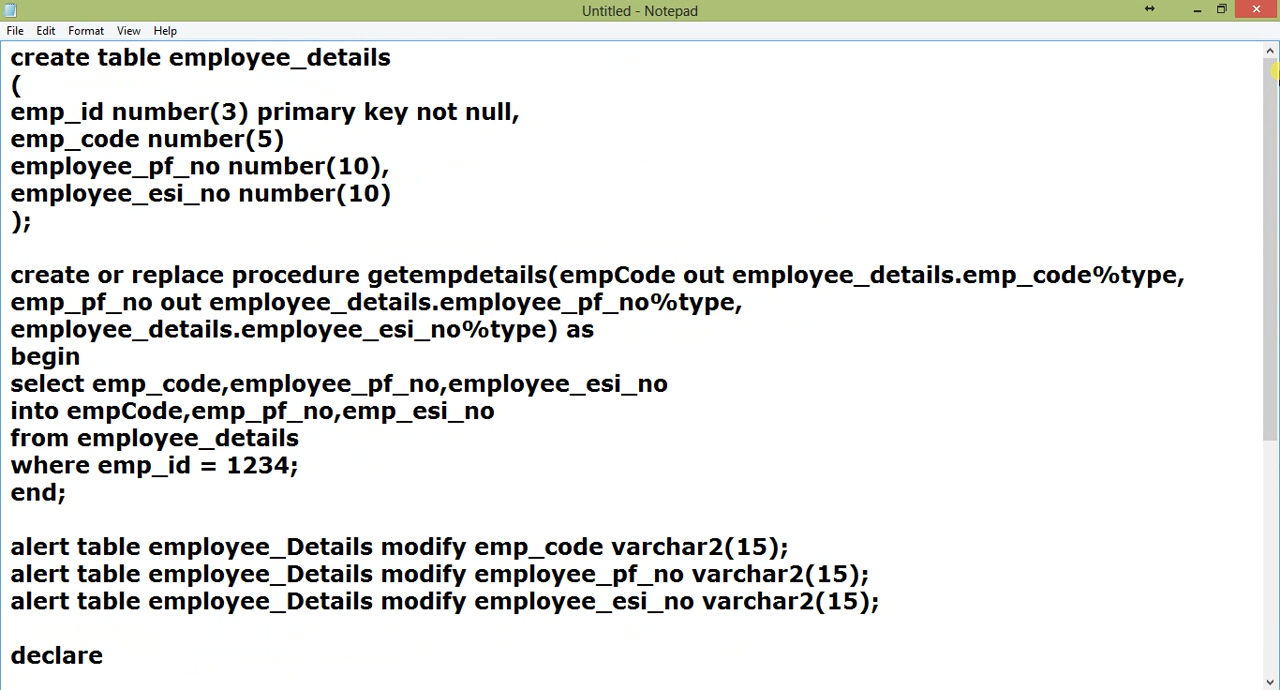 Untitled - Notepad
File Edit Format View Help
create table employee_details
(
emp_id number(3) primary key not null,
emp_code number(5)
employee_pf_no number(10),
employee_esi_no number(10)
);
create or replace procedure getempdetails(empCode out employee_details.emp_code%type,
emp_pf_no out employee_details.employee_pf_no%type,
employee_details.employee_esi_no%type) as
begin
select emp_code,employee_pf_no,employee_esi_no
into empCode,emp_pf_no,emp_esi_no
from employee_details
where emp_id = 1234;
end;
alert table employee_Details modify emp_code varchar2(15);
alert table employee_Details modify employee_pf_no varchar2(15);
alert table employee_Details modify employee_esi_no varchar2(15);
declare